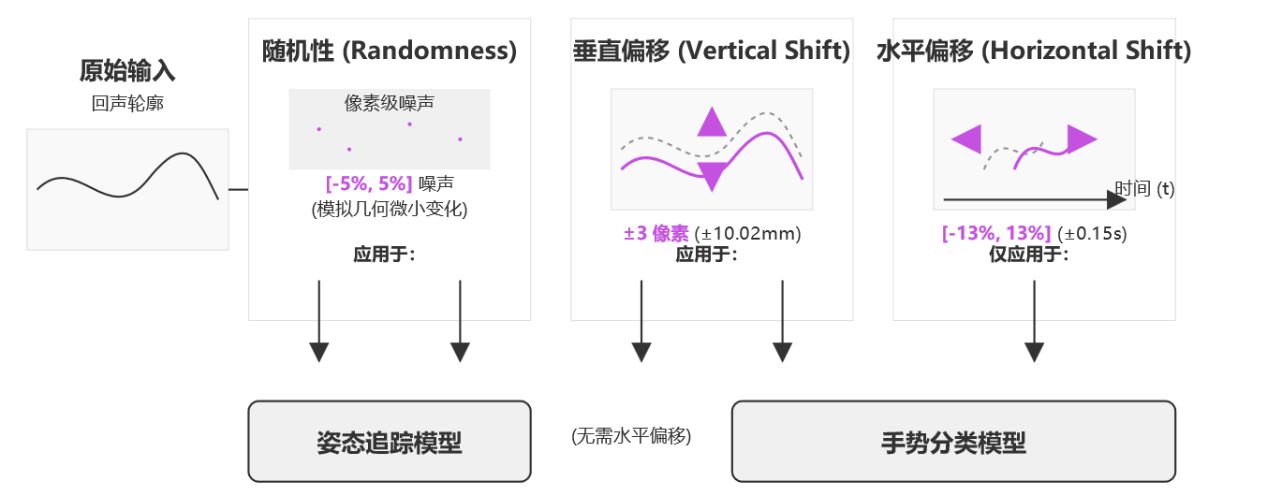 原始输入
回声轮廓
随机性 (Randomness)
像素级噪声
[-5%, 5%] 噪声
(模拟几何微小变化)
应用于：
垂直偏移 (Vertical Shift)
±3 像素 (±10.02mm)
应用于：
水平偏移 (Horizontal Shift)
时间 (t)
[-13%, 13%] (±0.15s)
仅应用于：
姿态追踪模型
(无需水平偏移)
手势分类模型